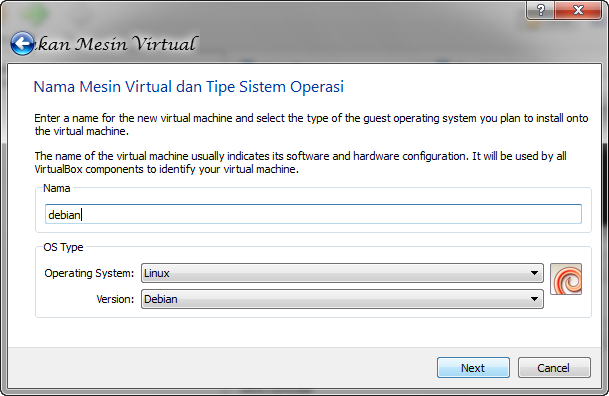 ?
ıkan Mesin Virtual
Nama Mesin Virtual dan Tipe Sistem Operasi
Enter a name for the new virtual machine and select the type of the guest operating system you plan to install onto
the virtual machine.
The name of the virtual machine usually indicates its software and hardware configuration. It will be used by all
VirtualBox components to identify your virtual machine.
Nama
debian
OS Type
Operating System: Linux
Version: Debian
Next Cancel